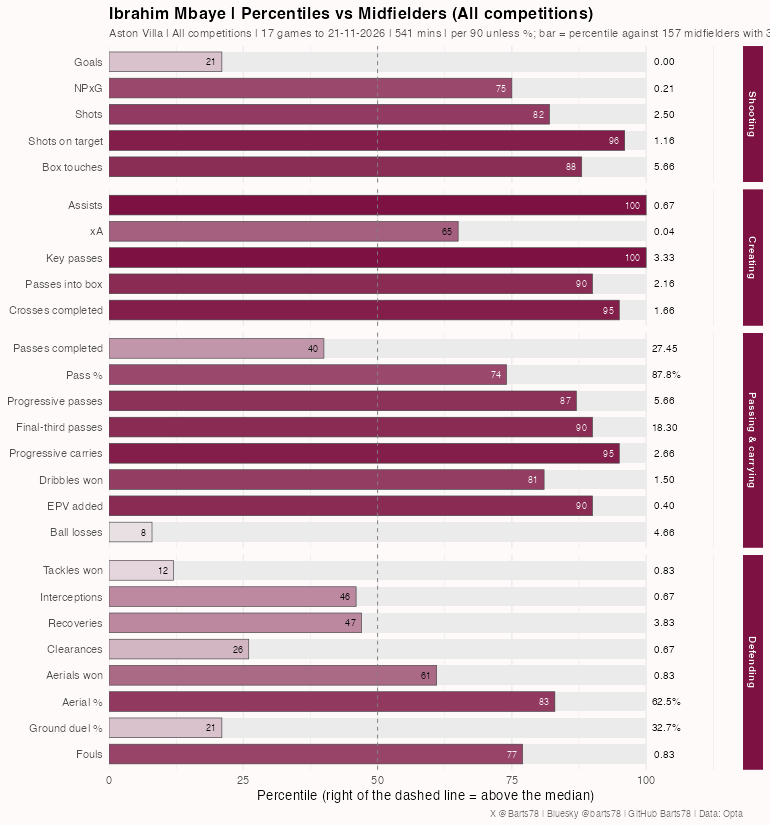 Ibrahim Mbaye | Percentiles vs Midfielders (All competitions)
Aston Villa | All competitions | 17 games to 21-11-2026 | 541 mins | per 90 unless %; bar = percentile against 157 midfielders with 3
Goals 21 0.00
NPxG 75 0.21
Shots 82 2.50
Shots on target 96 1.16
Box touches 88 5.66
Shooting
Assists 100 0.67
xA 65 0.04
Key passes 100 3.33
Passes into box 90 2.16
Crosses completed 95 1.66
Creating
Passes completed 40 27.45
Pass % 74 87.8%
Progressive passes 87 5.66
Final-third passes 90 18.30
Progressive carries 95 2.66
Dribbles won 81 1.50
EPV added 90 0.40
Ball losses 8 4.66
Passing & carrying
Tackles won 12 0.83
Interceptions 46 0.67
Recoveries 47 3.83
Clearances 26 0.67
Aerials won 61 0.83
Aerial % 83 62.5%
Ground duel % 21 32.7%
Fouls 77 0.83
Defending
0 25 50 75 100
Percentile (right of the dashed line = above the median)
X @Barts78 | Bluesky @barts78 | GitHub Barts78 | Data: Opta